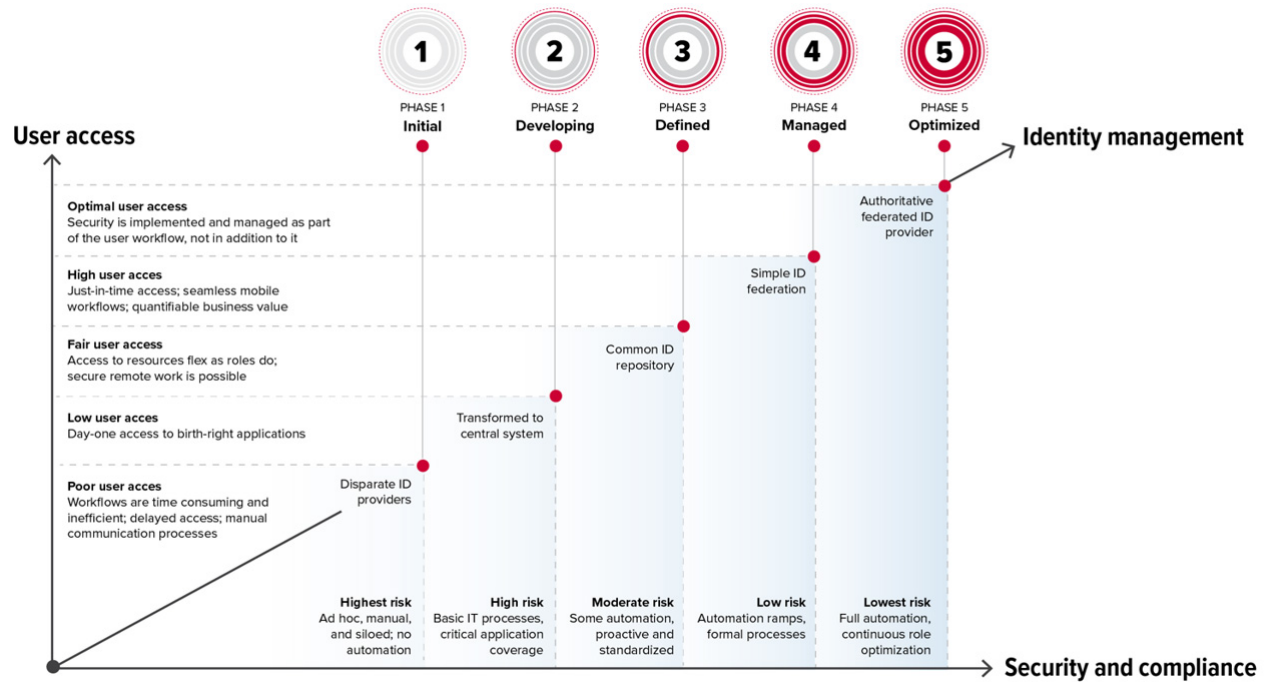 1
2
3
4
5
PHASE 1
Initial
PHASE 2
Developing
PHASE 3
Defined
PHASE 4
Managed
PHASE 5
Optimized
User access
Identity management
Optimal user access
Security is implemented and managed as part
of the user workflow, not in addition to it
Authoritative
federated ID
provider
High user acces
Just-in-time access; seamless mobile
workflows; quantifiable business value
Simple ID
federation
Fair user access
Access to resources flex as roles do;
secure remote work is possible
Common ID
repository
Low user acces
Day-one access to birth-right applications
Transformed to
central system
Poor user acces
Workflows are time consuming and
inefficient; delayed access; manual
communication processes
Disparate ID
providers
Highest risk
Ad hoc, manual,
and siloed; no
automation
High risk
Basic IT processes,
critical application
coverage
Moderate risk
Some automation,
proactive and
standardized
Low risk
Automation ramps,
formal processes
Lowest risk
Full automation,
continuous role
optimization
Security and compliance